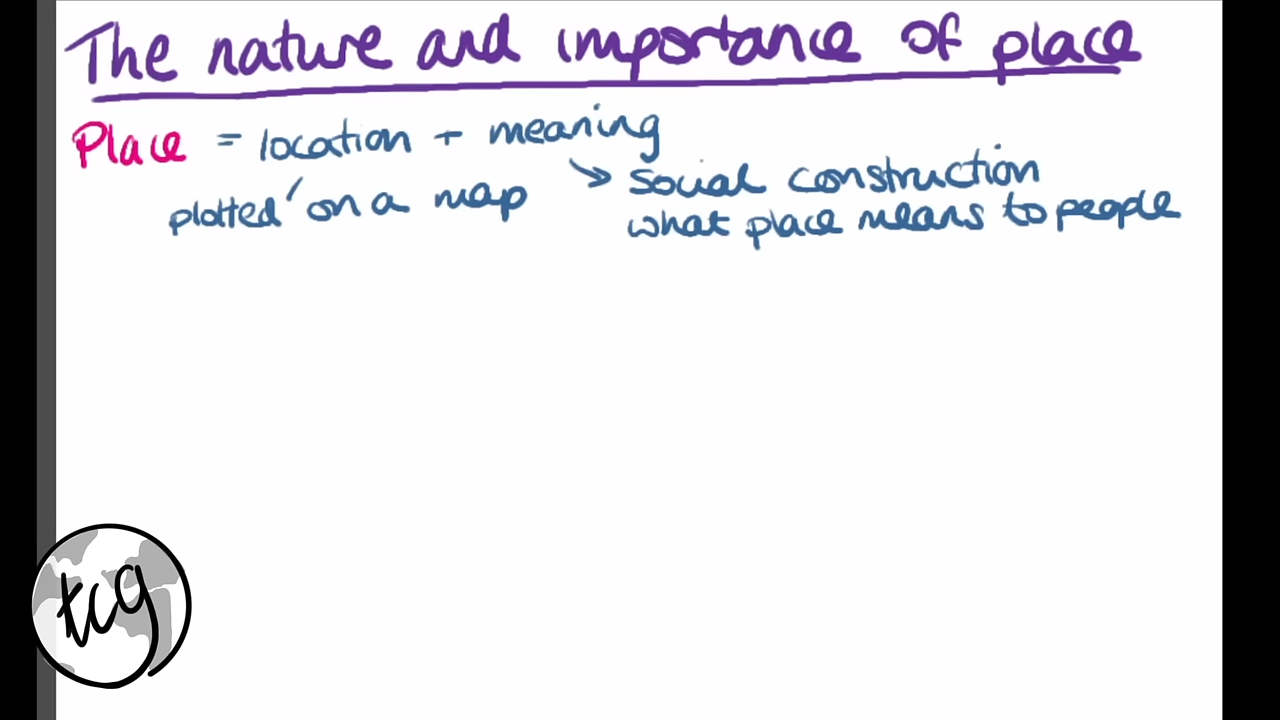 The nature and importance of place
Place = location + meaning
plotted on a map
social construction
what place means to people
tcg